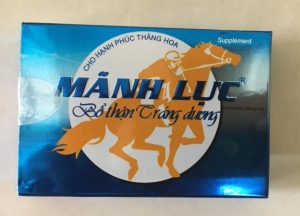 Supplement
CHO HẠNH PHÚC THĂNG HOA
MÃNH LỰC®
Bổ thận Tráng dương